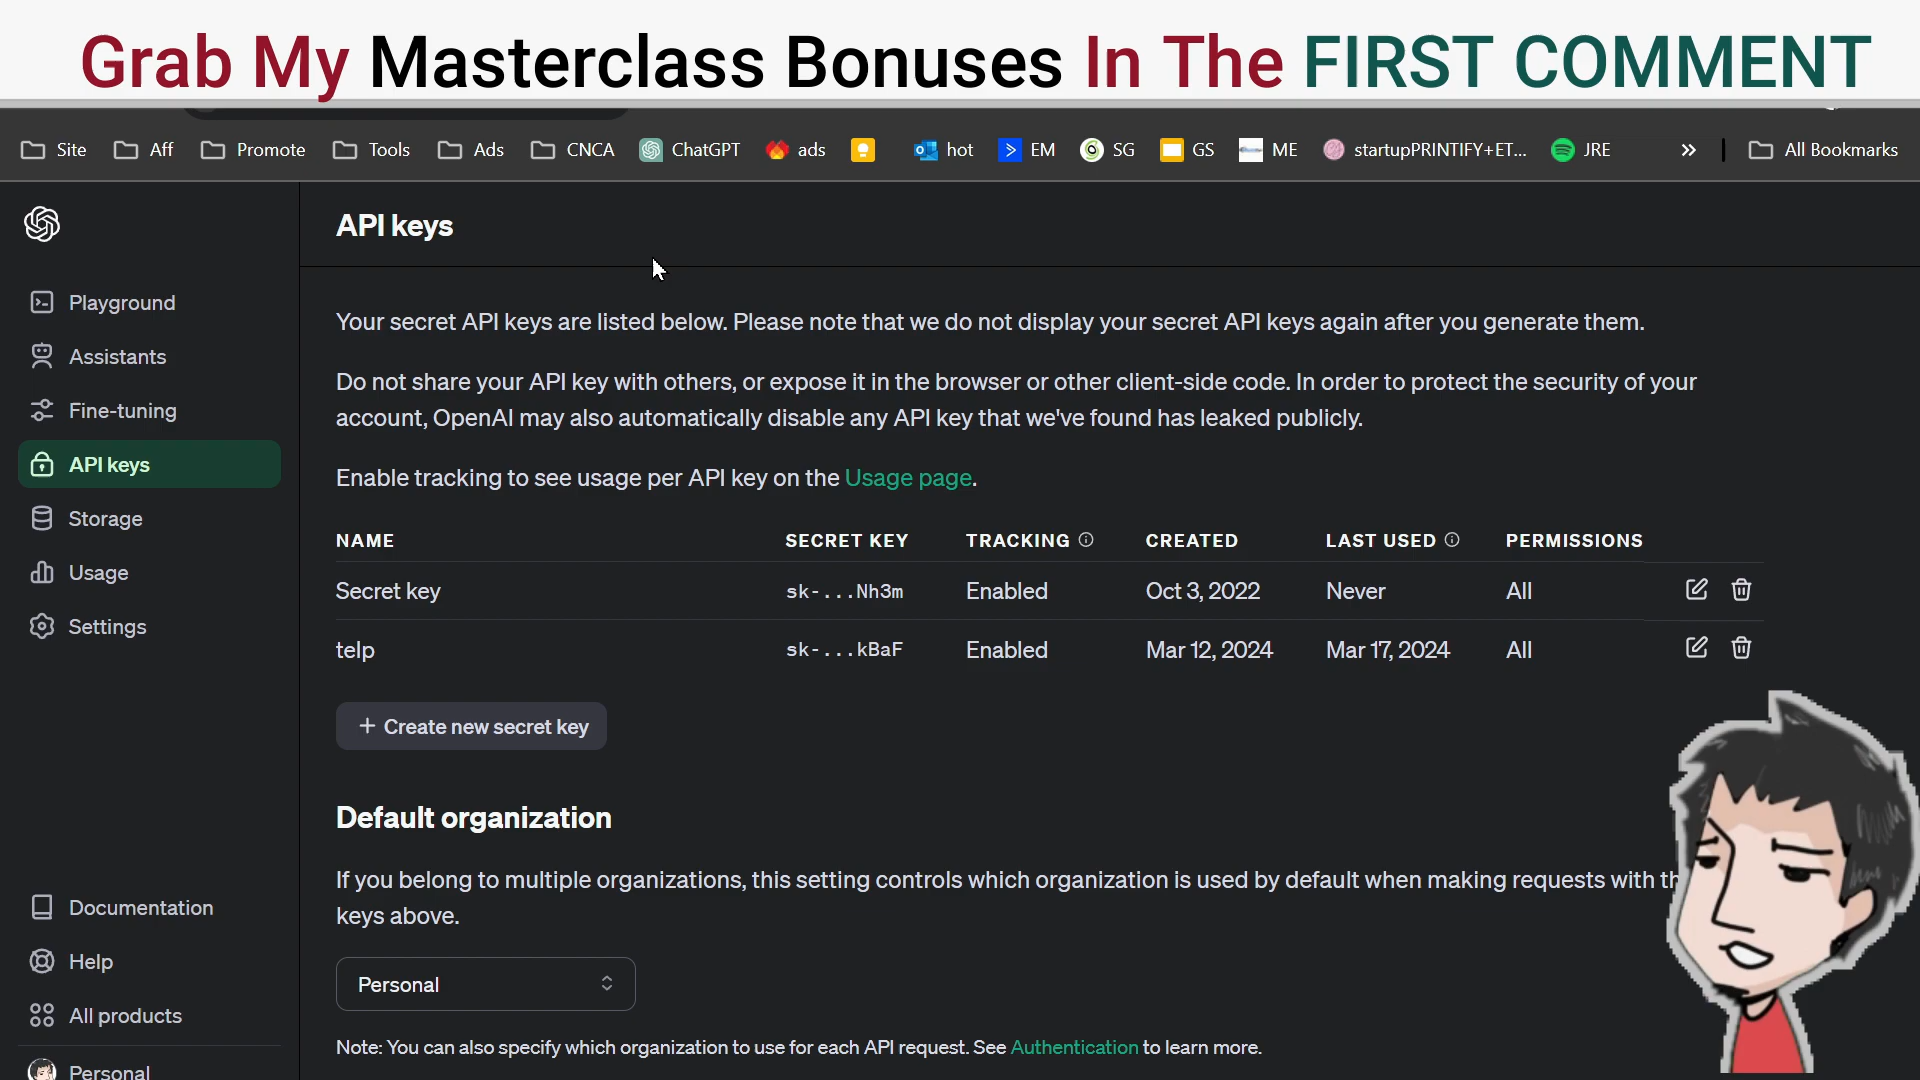 Grab My Masterclass Bonuses In The FIRST COMMENT
Site Aff Promote Tools Ads CNCA ChatGPT ads hot EM SG GS ME startupPRINTIFY+ET... JRE » All Bookmarks
API keys
Playground
Assistants
Fine-tuning
API keys
Storage
Usage
Settings
Documentation
Help
All products
Personal
Your secret API keys are listed below. Please note that we do not display your secret API keys again after you generate them.
Do not share your API key with others, or expose it in the browser or other client-side code. In order to protect the security of your
account, OpenAI may also automatically disable any API key that we've found has leaked publicly.
Enable tracking to see usage per API key on the Usage page.
NAME SECRET KEY TRACKING CREATED LAST USED PERMISSIONS
Secret key sk-...Nh3m Enabled Oct 3, 2022 Never All
telp sk-...kBaF Enabled Mar 12, 2024 Mar 17, 2024 All
+ Create new secret key
Default organization
If you belong to multiple organizations, this setting controls which organization is used by default when making requests with
keys above.
Personal
Note: You can also specify which organization to use for each API request. See Authentication to learn more.